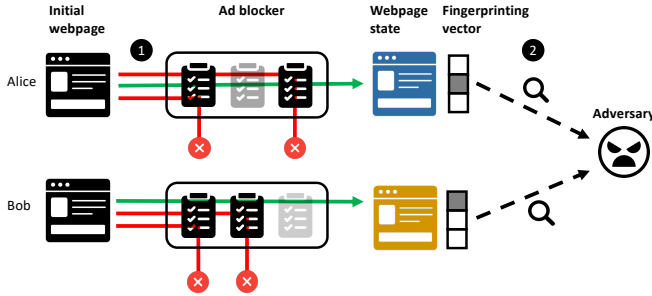 Initial
webpage
1
Ad blocker
Webpage
state
Fingerprinting
vector
2
Alice
Adversary
Bob